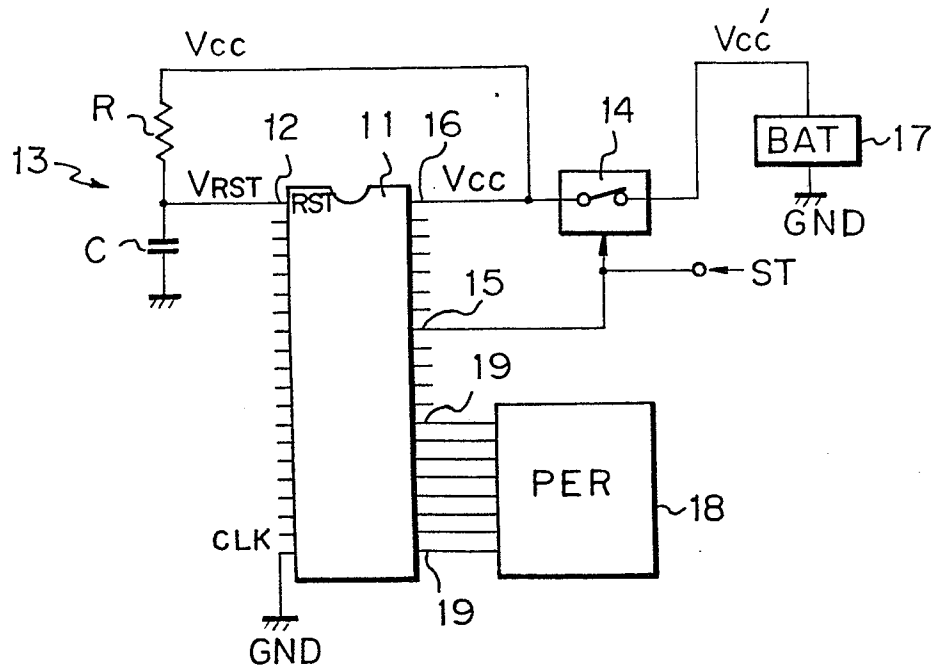 Vcc
Vcc'
R
12
11
16
14
BAT
17
13
VRST
RST
Vcc
GND
C
ST
15
19
PER
18
CLK
19
GND